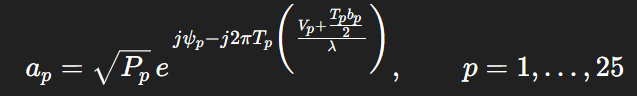 $a_p = \sqrt{P_p}\, e^{j\psi_p - j2\pi T_p \left( \frac{V_p + \frac{T_p b_p}{2}}{\lambda} \right)}, \qquad p = 1, \ldots, 25$